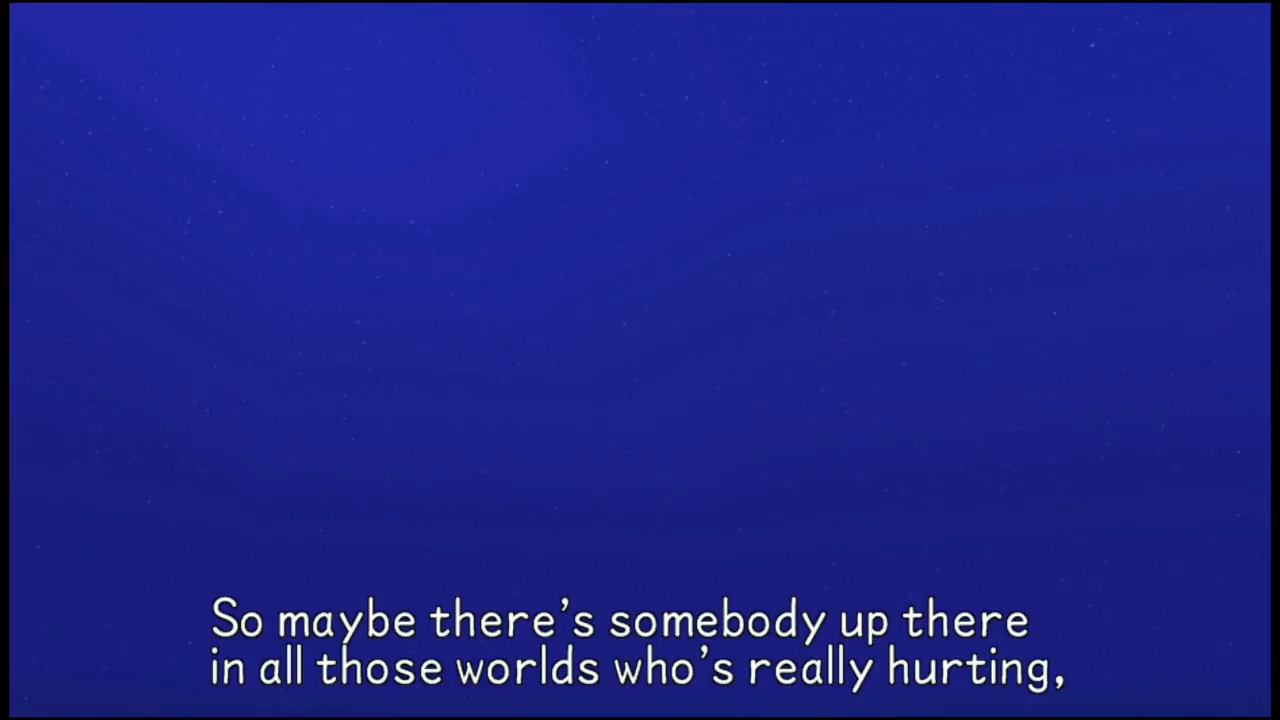 So maybe there’s somebody up there
in all those worlds who’s really hurting,